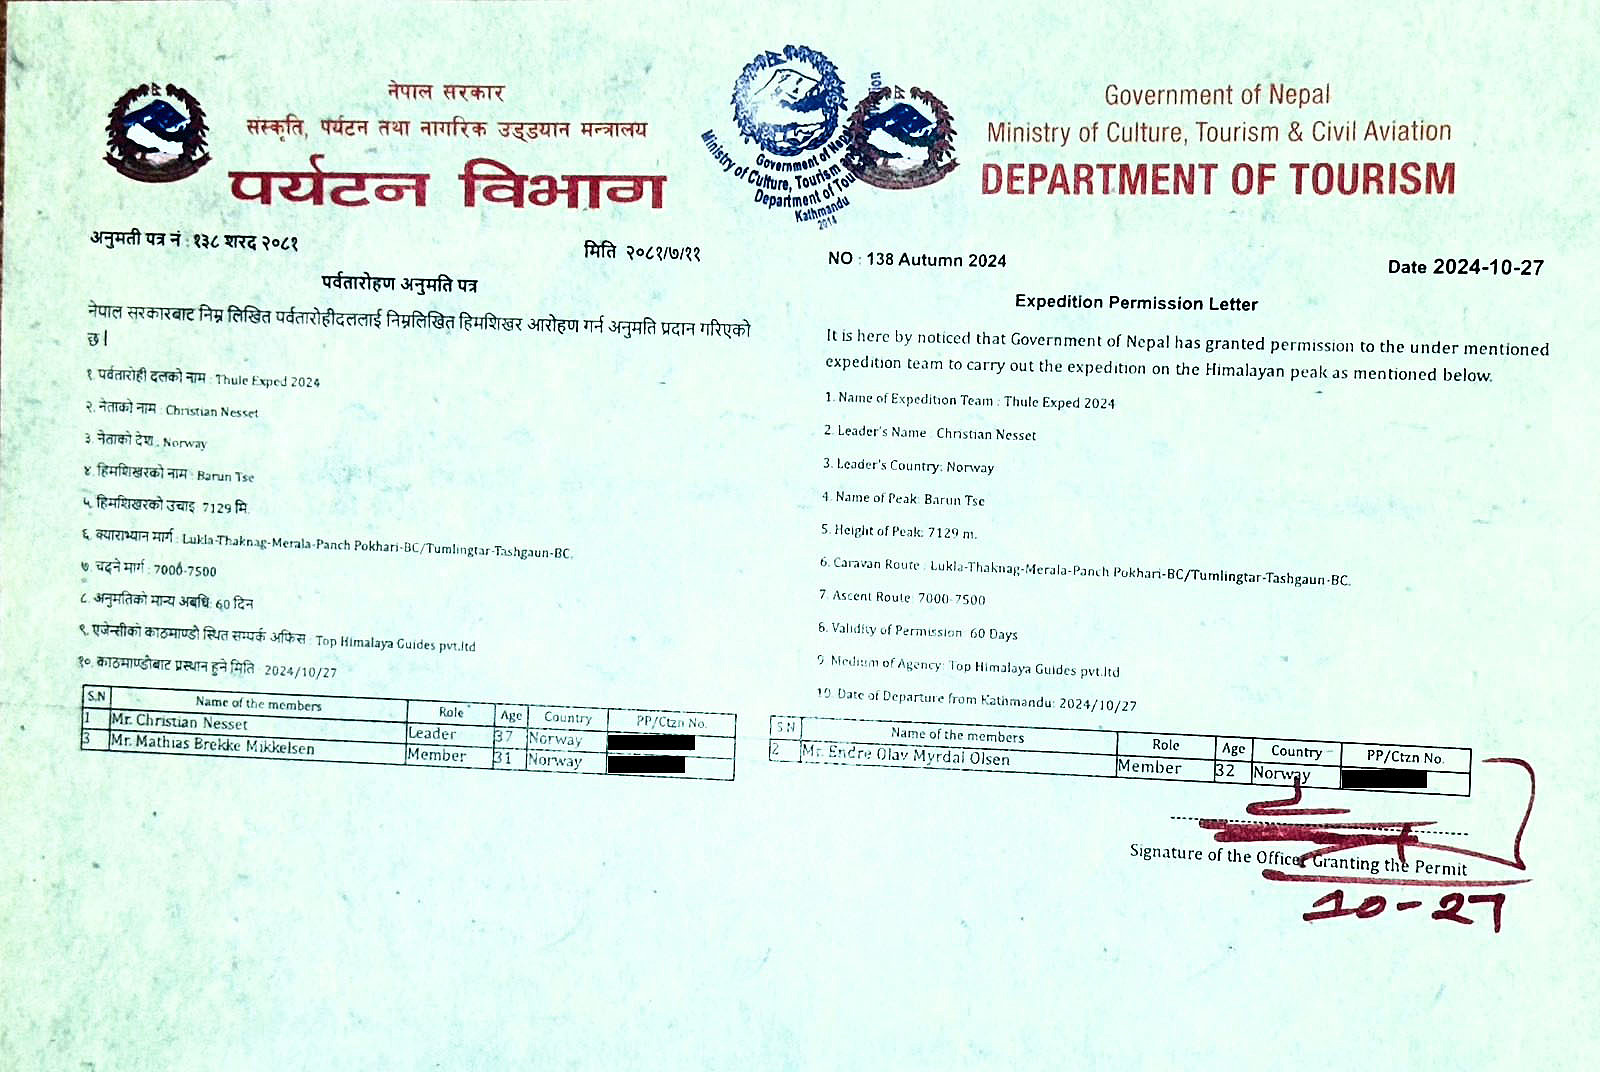 नेपाल सरकार
संस्कृति, पर्यटन तथा नागरिक उड्डयान मन्त्रालय
पर्यटन विभाग
अनुमती पत्र नं : १३८ शरद २०८१
मिति २०८१/७/११
पर्वतारोहण अनुमति पत्र
नेपाल सरकारबाट निम्न लिखित पर्वतारोहीदललाई निम्नलिखित हिमशिखर आरोहण गर्न अनुमति प्रदान गरिएको
छ|
१. पर्वतारोही दलको नाम : Thule Exped 2024
२. नेताको नाम : Christian Nesset
३. नेताको देश : Norway
४. हिमशिखरको नाम : Barun Tse
५. हिमशिखरको उचाइ 7129 मि.
६. क्याराभ्यान मार्ग : Lukla-Thaknag-Merala-Panch Pokhari-BC/Tumlingtar-Tashgaun-BC.
७. चढ्ने मार्ग : 7000-7500
८. अनुमतिको मान्य अबधि: 60 दिन
९. एजेन्सीको काठमाण्डौ स्थित सम्पर्क अफिस : Top Himalaya Guides pvt.ltd
१०. काठमाण्डौबाट प्रस्थान हुने मिति : 2024/10/27
S.N Name of the members Role Age Country PP/Ctzn No.
1 Mr. Christian Nesset Leader 37 Norway
3 Mr. Mathias Brekke Mikkelsen Member 31 Norway
Government of Nepal
Ministry of Culture, Tourism
Department of Tou
Kathmandu
2014
Government of Nepal
Ministry of Culture, Tourism & Civil Aviation
DEPARTMENT OF TOURISM
NO : 138 Autumn 2024
Date 2024-10-27
Expedition Permission Letter
It is here by noticed that Government of Nepal has granted permission to the under mentioned
expedition team to carry out the expedition on the Himalayan peak as mentioned below.
1. Name of Expedition Team : Thule Exped 2024
2. Leader's Name : Christian Nesset
3. Leader's Country: Norway
4. Name of Peak: Barun Tse
5. Height of Peak: 7129 m.
6. Caravan Route : Lukla-Thaknag-Merala-Panch Pokhari-BC/Tumlingtar-Tashgaun-BC.
7. Ascent Route: 7000-7500
8. Validity of Permission 60 Days
9. Medium of Agency: Top Himalaya Guides pvt.ltd
10. Date of Departure from Kathmandu: 2024/10/27
S.N Name of the members Role Age Country PP/Ctzn No.
2 Mr. Endre Olav Myrdal Olsen Member 32 Norway
Signature of the Officer Granting the Permit
10-27